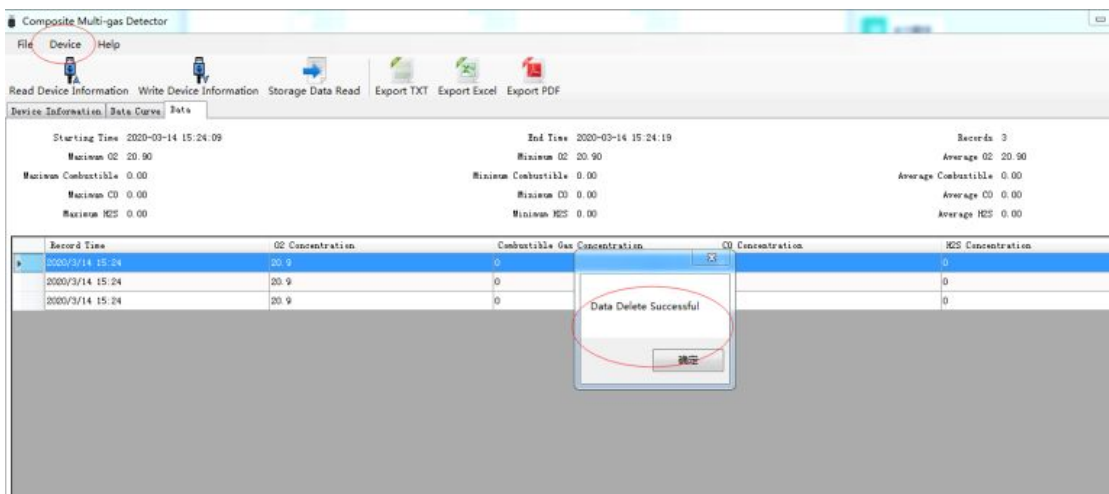 Composite Multi-gas Detector
File Device Help
Read Device Information Write Device Information Storage Data Read Export TXT Export Excel Export PDF
Device Information Data Curve Data
Starting Time 2020-03-14 15:24:09 End Time 2020-03-14 15:24:19 Records 3
Maximum O2 20.90 Minimum O2 20.90 Average O2 20.90
Maximum Combustible 0.00 Minimum Combustible 0.00 Average Combustible 0.00
Maximum CO 0.00 Minimum CO 0.00 Average CO 0.00
Maximum H2S 0.00 Minimum H2S 0.00 Average H2S 0.00
Record Time O2 Concentration Combustible Gas Concentration CO Concentration H2S Concentration
2020/3/14 15:24 20.9 0 0
2020/3/14 15:24 20.9 0 0
2020/3/14 15:24 20.9 0 0
Data Delete Successful
确定